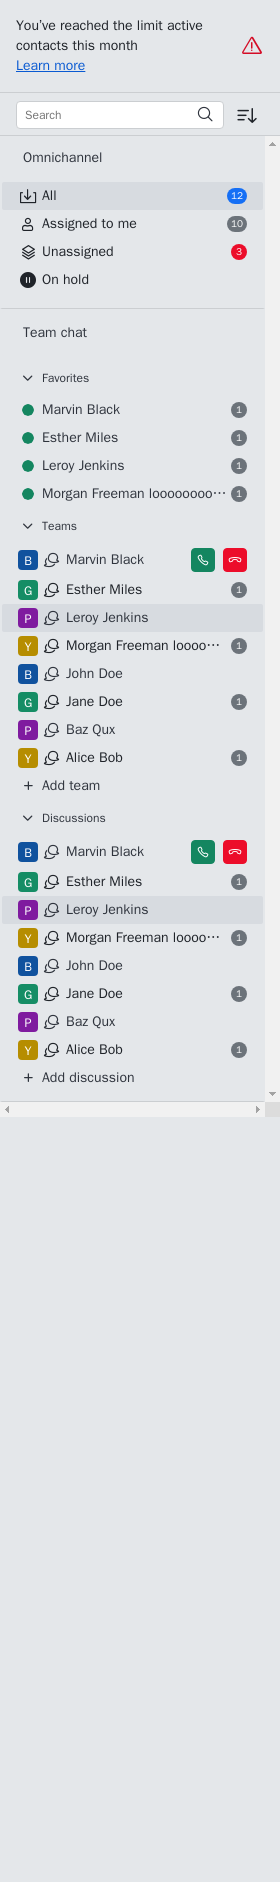 You've reached the limit active
contacts this month
Learn more
Search
Omnichannel
All 12
Assigned to me 10
Unassigned 3
On hold
Team chat
Favorites
Marvin Black 1
Esther Miles 1
Leroy Jenkins 1
Morgan Freeman loooooooo··· 1
Teams
B Marvin Black
G Esther Miles 1
P Leroy Jenkins
Y Morgan Freeman loooo··· 1
B John Doe
G Jane Doe 1
P Baz Qux
Y Alice Bob 1
+ Add team
Discussions
B Marvin Black
G Esther Miles 1
P Leroy Jenkins
Y Morgan Freeman loooo··· 1
B John Doe
G Jane Doe 1
P Baz Qux
Y Alice Bob 1
+ Add discussion